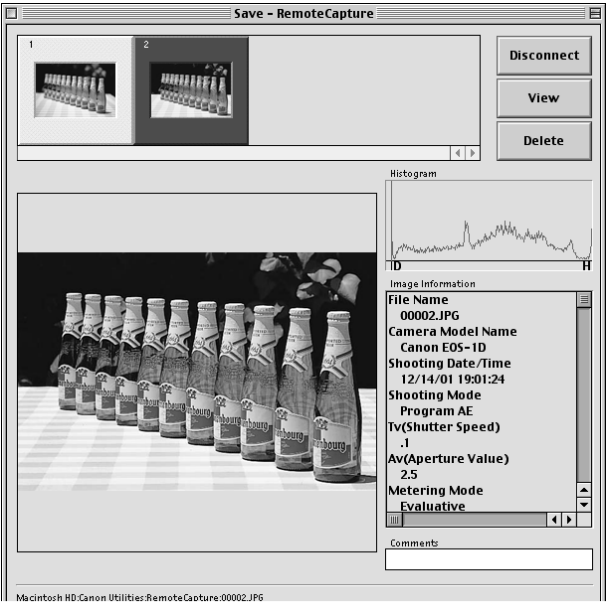 Save - RemoteCapture
1
2
Disconnect
View
Delete
Histogram
D
H
Image Information
File Name
00002.JPG
Camera Model Name
Canon EOS-1D
Shooting Date/Time
12/14/01 19:01:24
Shooting Mode
Program AE
Tv(Shutter Speed)
.1
Av(Aperture Value)
2.5
Metering Mode
Evaluative
Comments
Macintosh HD:Canon Utilities:RemoteCapture:00002.JPG